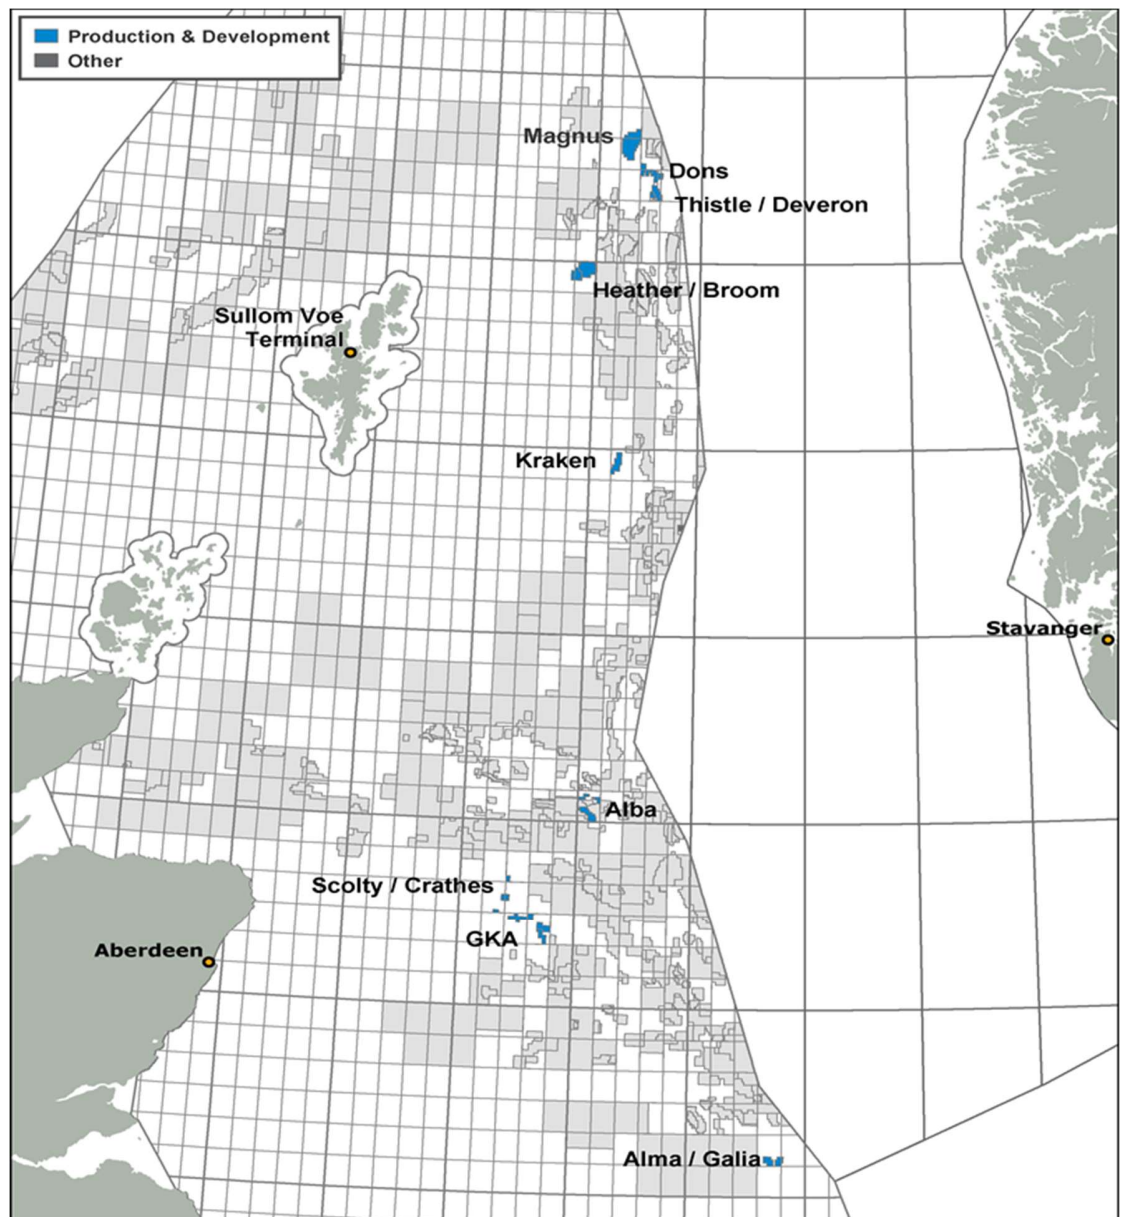 Production & Development
Other
Magnus
Dons
Thistle / Deveron
Heather / Broom
Sullom Voe
Terminal
Kraken
Stavanger
Alba
Scolty / Crathes
GKA
Aberdeen
Alma / Galia